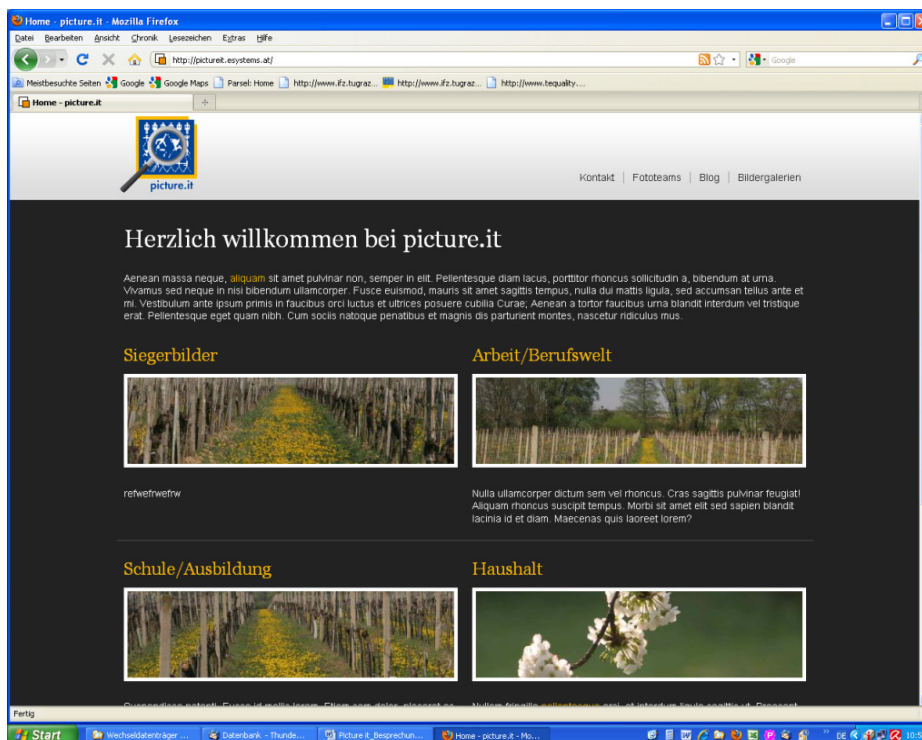 Home - picture.it - Mozilla Firefox
Datei Bearbeiten Ansicht Chronik Lesezeichen Extras Hilfe
http://pictureit.esystems.at/ Google
Meistbesuchte Seiten Google Google Maps Parsel: Home http://www.ifz.tugraz... http://www.ifz.tugraz... http://www.tequality....
Home - picture.it
picture.it
Kontakt | Fototeams | Blog | Bildergalerien
Herzlich willkommen bei picture.it
Aenean massa neque, aliquam sit amet pulvinar non, semper in elit. Pellentesque diam lacus, porttitor rhoncus sollicitudin a, bibendum at urna.
Vivamus sed neque in nisi bibendum ullamcorper. Fusce euismod, mauris sit amet sagittis tempus, nulla dui mattis ligula, sed accumsan tellus ante et
mi. Vestibulum ante ipsum primis in faucibus orci luctus et ultrices posuere cubilia Curae; Aenean a tortor faucibus urna blandit interdum vel tristique
erat. Pellentesque eget quam nibh. Cum sociis natoque penatibus et magnis dis parturient montes, nascetur ridiculus mus.
Siegerbilder
refwefrwefrw
Arbeit/Berufswelt
Nulla ullamcorper dictum sem vel rhoncus. Cras sagittis pulvinar feugiat!
Aliquam rhoncus suscipit tempus. Morbi sit amet elit sed sapien blandit
lacinia id et diam. Maecenas quis laoreet lorem?
Schule/Ausbildung
Haushalt
Fertig
Start Wechseldatenträger ... Datenbank - Thunde... Picture it_Besprechun... Home - picture.it - Mo... DE